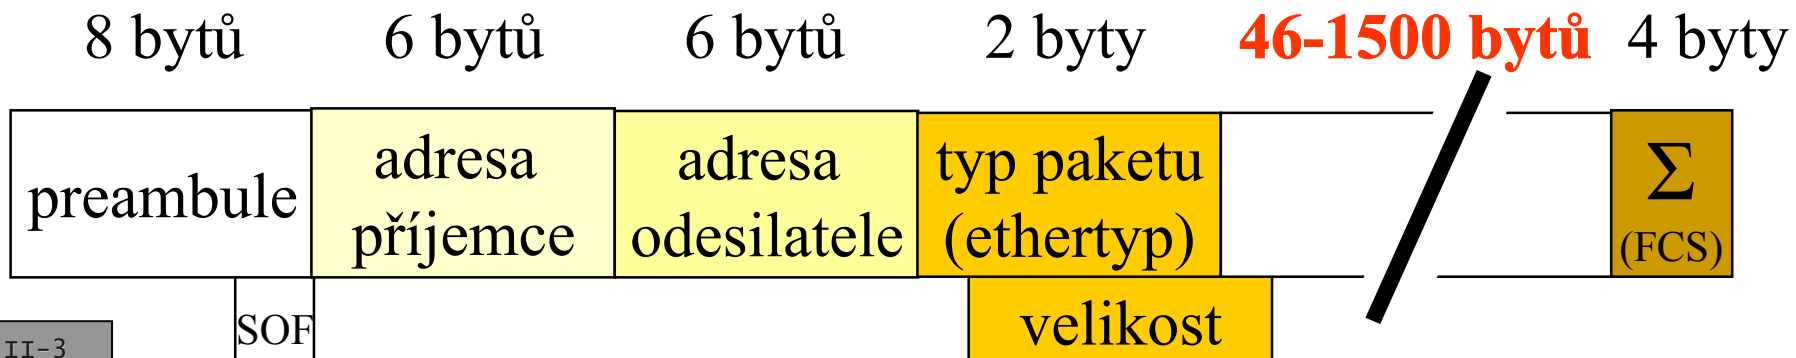 8 bytů 6 bytů 6 bytů 2 byty 46-1500 bytů 4 byty
preambule
adresa
příjemce
adresa
odesilatele
typ paketu
(ethertyp)
Σ
(FCS)
SOF
velikost
II-3